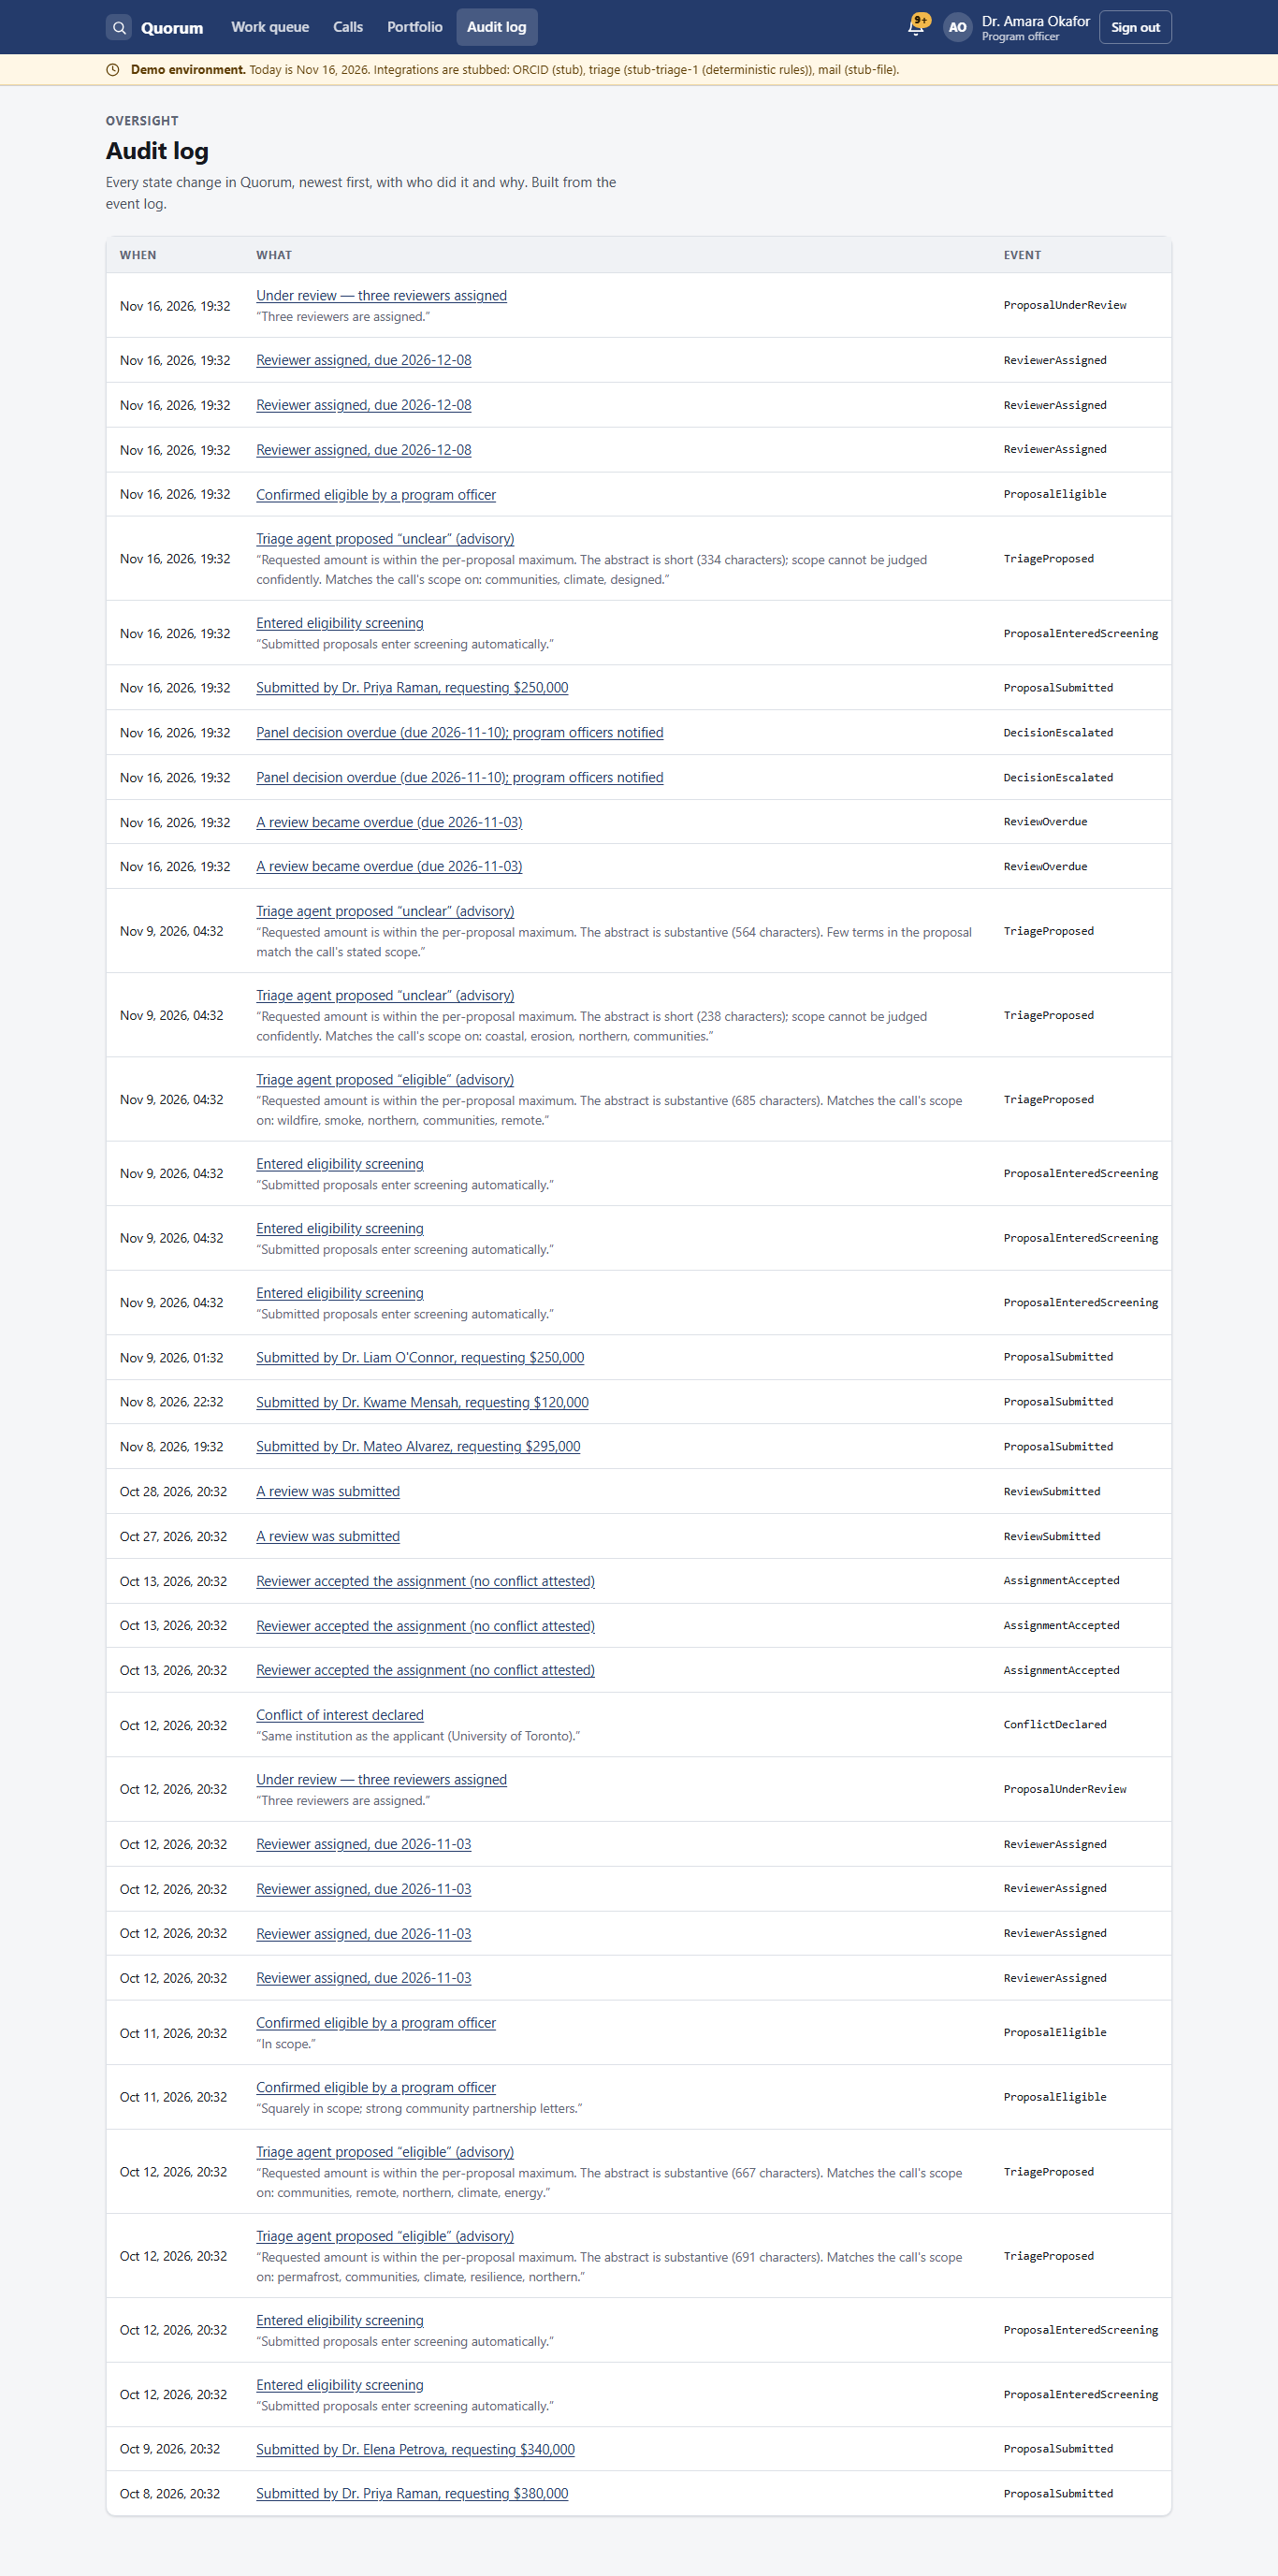 Quorum Work queue Calls Portfolio Audit log 9+ AO Dr. Amara Okafor Sign out
Program officer
Demo environment. Today is Nov 16, 2026. Integrations are stubbed: ORCID (stub), triage (stub-triage-1 (deterministic rules)), mail (stub-file).
OVERSIGHT
Audit log
Every state change in Quorum, newest first, with who did it and why. Built from the
event log.
WHEN WHAT EVENT
Nov 16, 2026, 19:32 Under review — three reviewers assigned ProposalUnderReview
“Three reviewers are assigned.”
Nov 16, 2026, 19:32 Reviewer assigned, due 2026-12-08 ReviewerAssigned
Nov 16, 2026, 19:32 Reviewer assigned, due 2026-12-08 ReviewerAssigned
Nov 16, 2026, 19:32 Reviewer assigned, due 2026-12-08 ReviewerAssigned
Nov 16, 2026, 19:32 Confirmed eligible by a program officer ProposalEligible
Nov 16, 2026, 19:32 Triage agent proposed “unclear” (advisory) TriageProposed
“Requested amount is within the per-proposal maximum. The abstract is short (334 characters); scope cannot be judged
confidently. Matches the call's scope on: communities, climate, designed.”
Nov 16, 2026, 19:32 Entered eligibility screening ProposalEnteredScreening
“Submitted proposals enter screening automatically.”
Nov 16, 2026, 19:32 Submitted by Dr. Priya Raman, requesting $250,000 ProposalSubmitted
Nov 16, 2026, 19:32 Panel decision overdue (due 2026-11-10); program officers notified DecisionEscalated
Nov 16, 2026, 19:32 Panel decision overdue (due 2026-11-10); program officers notified DecisionEscalated
Nov 16, 2026, 19:32 A review became overdue (due 2026-11-03) ReviewOverdue
Nov 16, 2026, 19:32 A review became overdue (due 2026-11-03) ReviewOverdue
Nov 9, 2026, 04:32 Triage agent proposed “unclear” (advisory) TriageProposed
“Requested amount is within the per-proposal maximum. The abstract is substantive (564 characters). Few terms in the proposal
match the call's stated scope.”
Nov 9, 2026, 04:32 Triage agent proposed “unclear” (advisory) TriageProposed
“Requested amount is within the per-proposal maximum. The abstract is short (238 characters); scope cannot be judged
confidently. Matches the call's scope on: coastal, erosion, northern, communities.”
Nov 9, 2026, 04:32 Triage agent proposed “eligible” (advisory) TriageProposed
“Requested amount is within the per-proposal maximum. The abstract is substantive (685 characters). Matches the call's scope
on: wildfire, smoke, northern, communities, remote.”
Nov 9, 2026, 04:32 Entered eligibility screening ProposalEnteredScreening
“Submitted proposals enter screening automatically.”
Nov 9, 2026, 04:32 Entered eligibility screening ProposalEnteredScreening
“Submitted proposals enter screening automatically.”
Nov 9, 2026, 04:32 Entered eligibility screening ProposalEnteredScreening
“Submitted proposals enter screening automatically.”
Nov 9, 2026, 01:32 Submitted by Dr. Liam O'Connor, requesting $250,000 ProposalSubmitted
Nov 8, 2026, 22:32 Submitted by Dr. Kwame Mensah, requesting $120,000 ProposalSubmitted
Nov 8, 2026, 19:32 Submitted by Dr. Mateo Alvarez, requesting $295,000 ProposalSubmitted
Oct 28, 2026, 20:32 A review was submitted ReviewSubmitted
Oct 27, 2026, 20:32 A review was submitted ReviewSubmitted
Oct 13, 2026, 20:32 Reviewer accepted the assignment (no conflict attested) AssignmentAccepted
Oct 13, 2026, 20:32 Reviewer accepted the assignment (no conflict attested) AssignmentAccepted
Oct 13, 2026, 20:32 Reviewer accepted the assignment (no conflict attested) AssignmentAccepted
Oct 12, 2026, 20:32 Conflict of interest declared ConflictDeclared
“Same institution as the applicant (University of Toronto).”
Oct 12, 2026, 20:32 Under review — three reviewers assigned ProposalUnderReview
“Three reviewers are assigned.”
Oct 12, 2026, 20:32 Reviewer assigned, due 2026-11-03 ReviewerAssigned
Oct 12, 2026, 20:32 Reviewer assigned, due 2026-11-03 ReviewerAssigned
Oct 12, 2026, 20:32 Reviewer assigned, due 2026-11-03 ReviewerAssigned
Oct 12, 2026, 20:32 Reviewer assigned, due 2026-11-03 ReviewerAssigned
Oct 11, 2026, 20:32 Confirmed eligible by a program officer ProposalEligible
“In scope.”
Oct 11, 2026, 20:32 Confirmed eligible by a program officer ProposalEligible
“Squarely in scope; strong community partnership letters.”
Oct 12, 2026, 20:32 Triage agent proposed “eligible” (advisory) TriageProposed
“Requested amount is within the per-proposal maximum. The abstract is substantive (667 characters). Matches the call's scope
on: communities, remote, northern, climate, energy.”
Oct 12, 2026, 20:32 Triage agent proposed “eligible” (advisory) TriageProposed
“Requested amount is within the per-proposal maximum. The abstract is substantive (691 characters). Matches the call's scope
on: permafrost, communities, climate, resilience, northern.”
Oct 12, 2026, 20:32 Entered eligibility screening ProposalEnteredScreening
“Submitted proposals enter screening automatically.”
Oct 12, 2026, 20:32 Entered eligibility screening ProposalEnteredScreening
“Submitted proposals enter screening automatically.”
Oct 9, 2026, 20:32 Submitted by Dr. Elena Petrova, requesting $340,000 ProposalSubmitted
Oct 8, 2026, 20:32 Submitted by Dr. Priya Raman, requesting $380,000 ProposalSubmitted